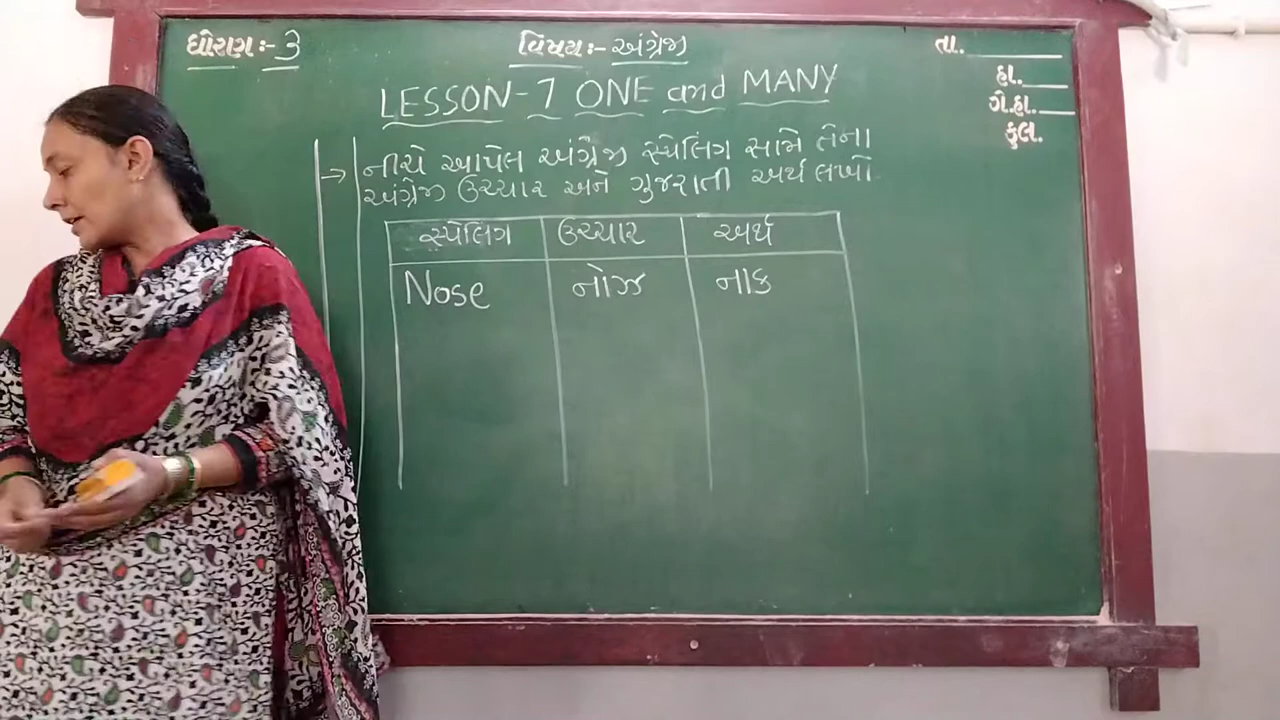 ધોરણ:- 3
વિષય:- અંગ્રેજી
તા.
હા.
ગે.હા.
કુલ.
LESSON-7 ONE and MANY
→ નીચે આપેલ અંગ્રેજી સ્પેલિંગ સામે તેના
અંગ્રેજી ઉચ્ચાર અને ગુજરાતી અર્થ લખો
સ્પેલિંગ ઉચ્ચાર અર્થ
Nose નોઝ નાક